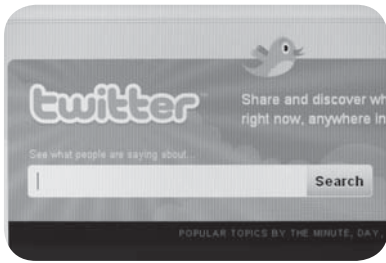 twitter
Share and discover wh
right now, anywhere in
See what people are saying about...
Search
POPULAR TOPICS BY THE MINUTE, DAY,